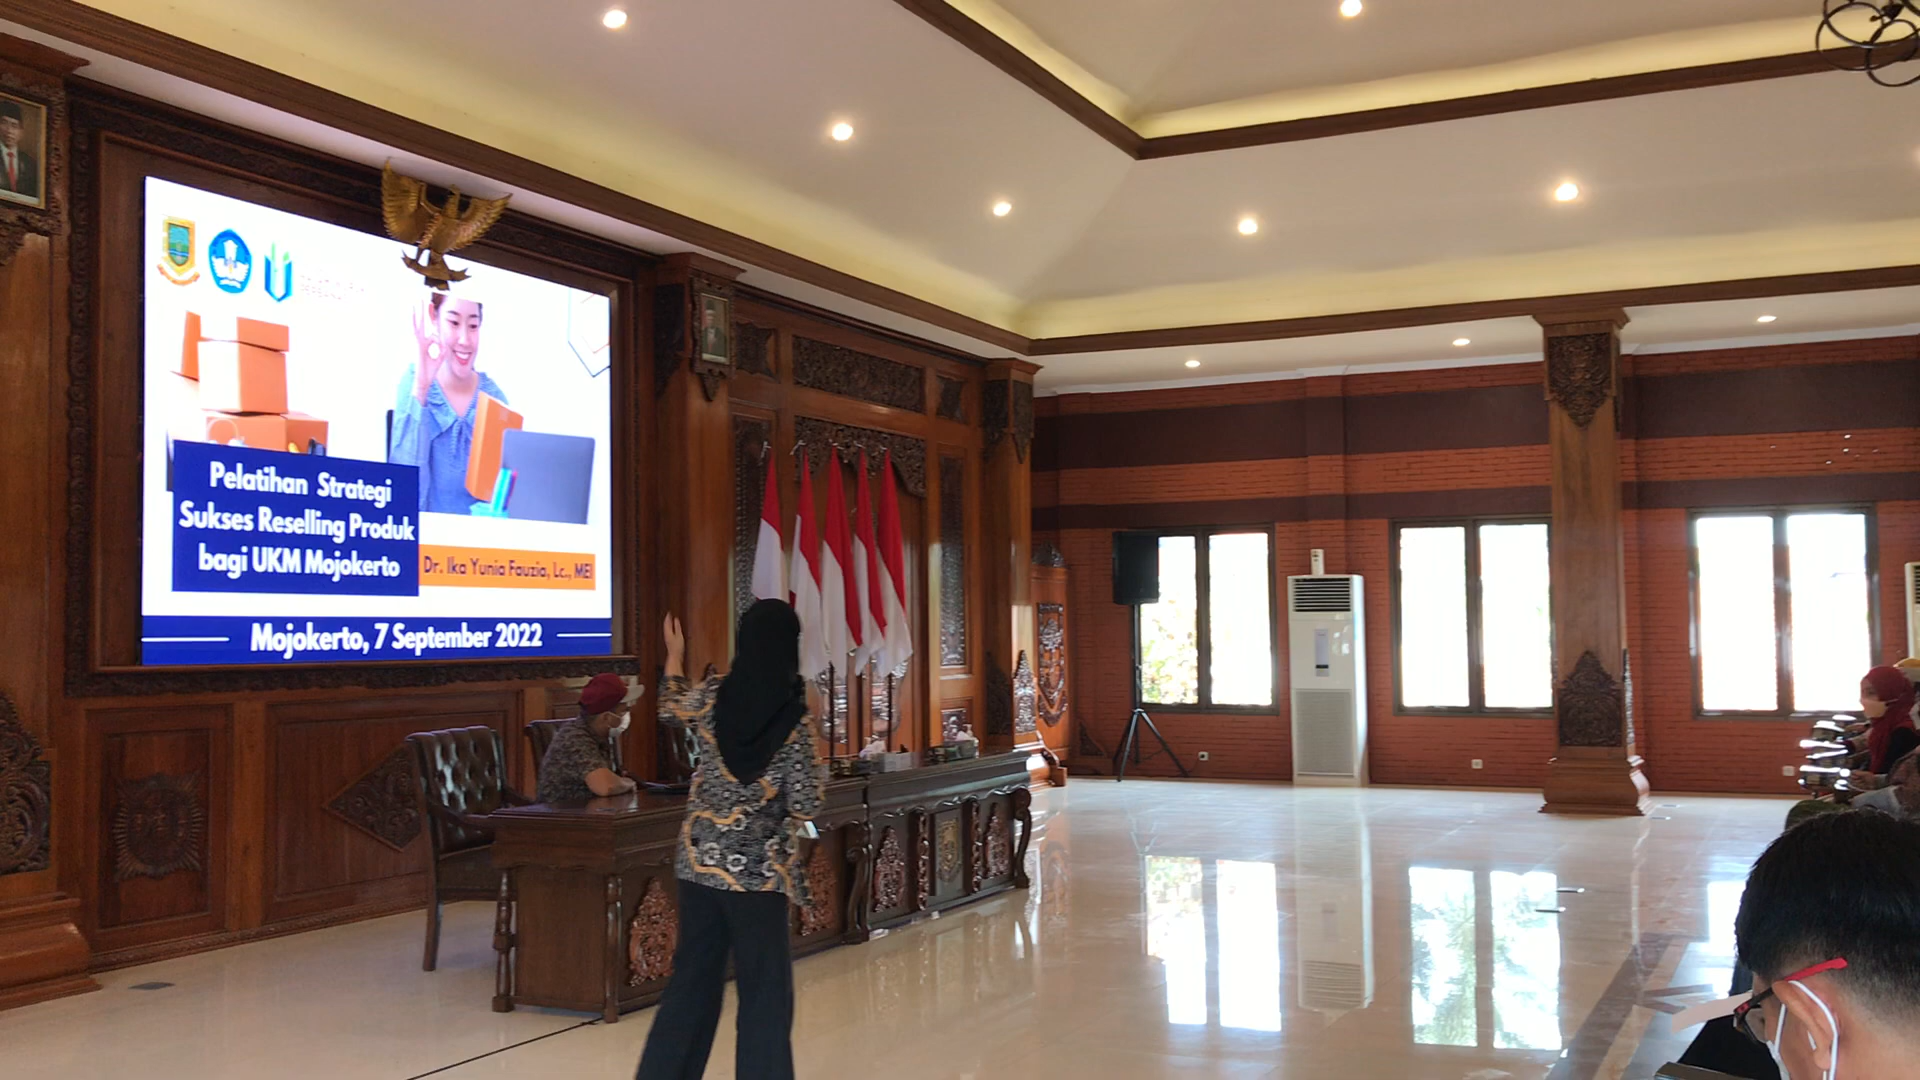 Pelatihan Strategi
Sukses Reselling Produk
bagi UKM Mojokerto
Dr. Ika Yunia Fauzia, Lc., MEI
Mojokerto, 7 September 2022